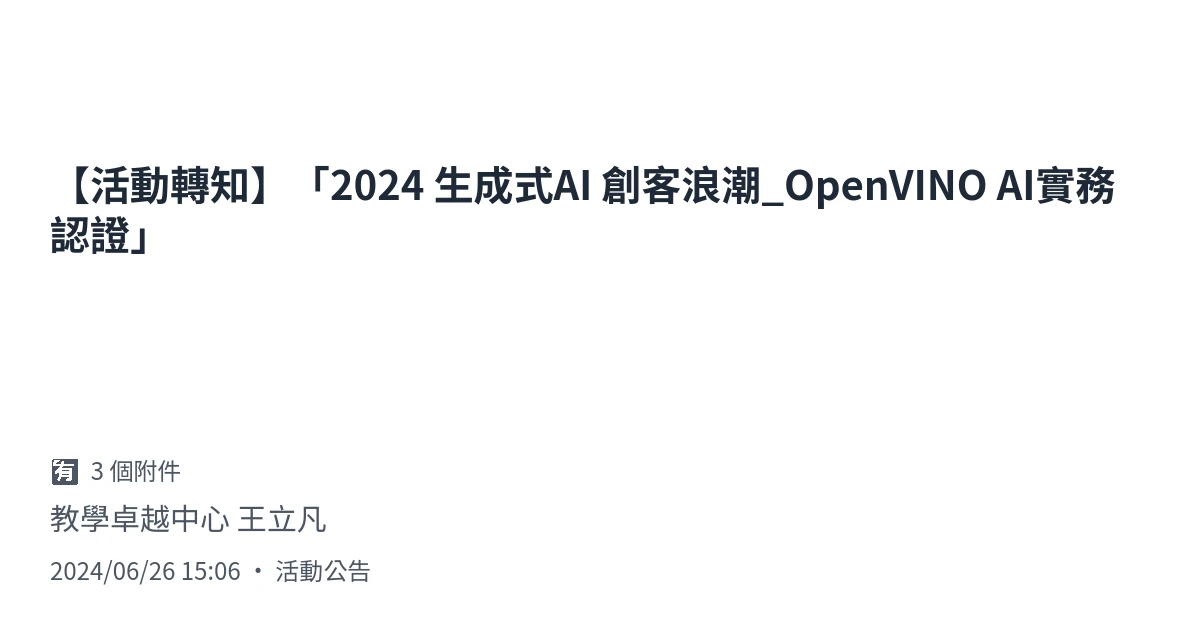 【活動轉知】「2024 生成式AI 創客浪潮_OpenVINO AI實務
認證」
有 3 個附件
教學卓越中心 王立凡
2024/06/26 15:06 • 活動公告